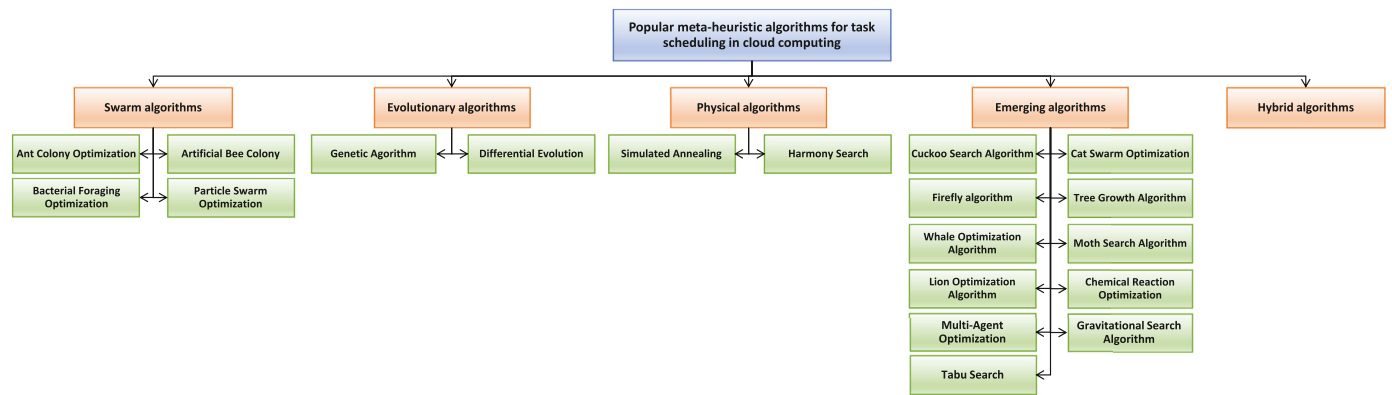 Popular meta-heuristic algorithms for task
scheduling in cloud computing
Swarm algorithms
Evolutionary algorithms
Physical algorithms
Emerging algorithms
Hybrid algorithms
Ant Colony Optimization
Artificial Bee Colony
Bacterial Foraging
Optimization
Particle Swarm
Optimization
Genetic Agorithm
Differential Evolution
Simulated Annealing
Harmony Search
Cuckoo Search Algorithm
Cat Swarm Optimization
Firefly algorithm
Tree Growth Algorithm
Whale Optimization
Algorithm
Moth Search Algorithm
Lion Optimization
Algorithm
Chemical Reaction
Optimization
Multi-Agent
Optimization
Gravitational Search
Algorithm
Tabu Search